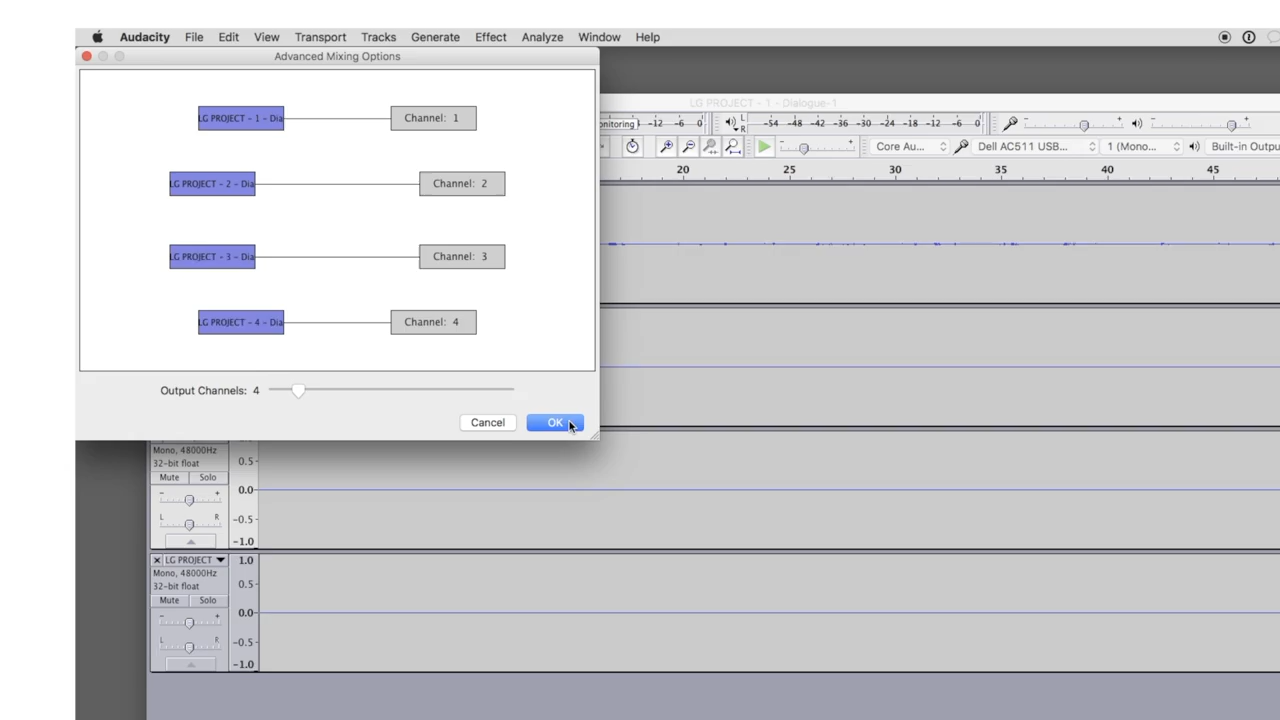 Audacity File Edit View Transport Tracks Generate Effect Analyze Window Help
Advanced Mixing Options
LG PROJECT - 1 - Dialogue-1
LG PROJECT - 1 - Dia Channel: 1
LG PROJECT - 2 - Dia Channel: 2
LG PROJECT - 3 - Dia Channel: 3
LG PROJECT - 4 - Dia Channel: 4
Output Channels: 4
Cancel OK
onitoring -12 -6 0 L R -54 -48 -42 -36 -30 -24 -18 -12 -6 0
Core Au... Dell AC511 USB... 1 (Mono... Built-in Outpu
20 25 30 35 40 45
Mono, 48000Hz
32-bit float
Mute Solo
- +
L R
0.5
0.0
-0.5
-1.0
LG PROJECT
Mono, 48000Hz
32-bit float
Mute Solo
- +
L R
1.0
0.5
0.0
-0.5
-1.0